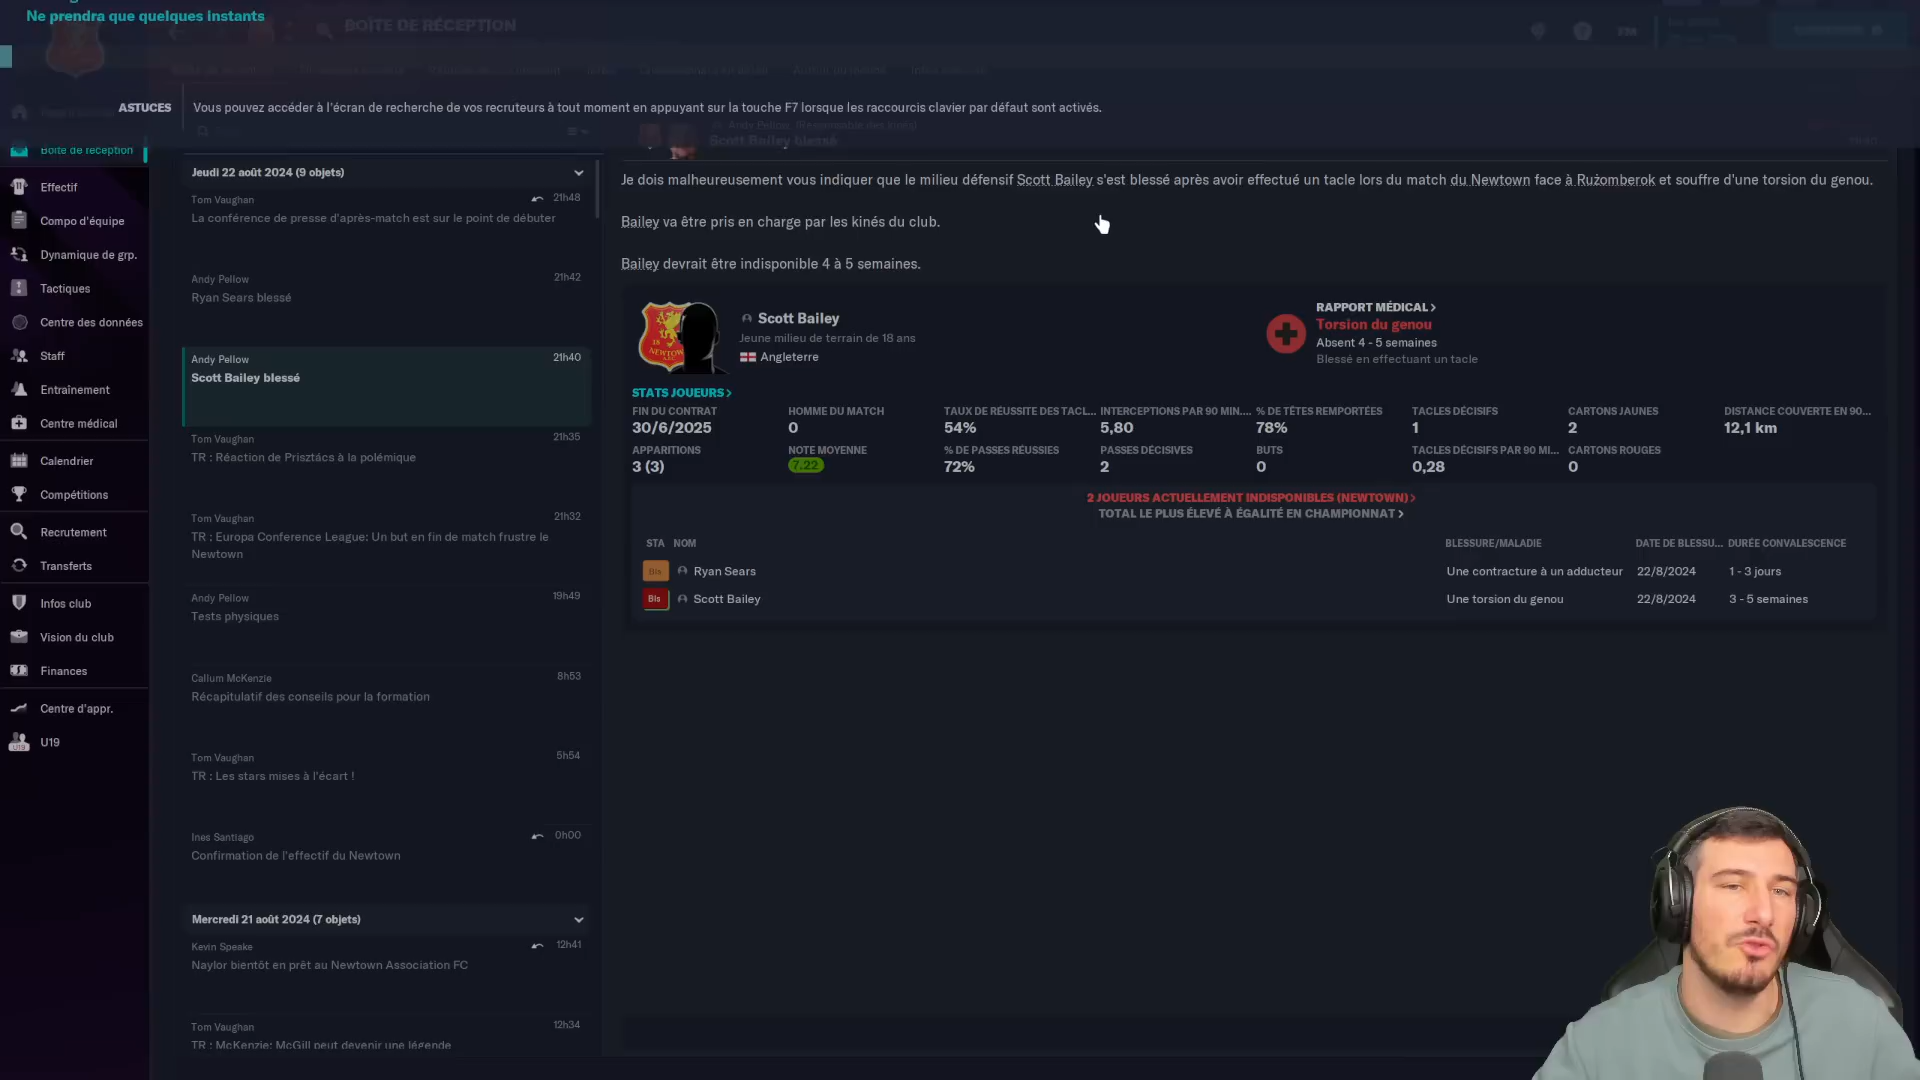 Ne prendra que quelques instants
BOÎTE DE RÉCEPTION
ASTUCES
Vous pouvez accéder à l'écran de recherche de vos recruteurs à tout moment en appuyant sur la touche F7 lorsque les raccourcis clavier par défaut sont activés.
Andy Pellow
Scott Bailey blessé
Boîte de réception
Effectif
Compo d'équipe
Dynamique de grp.
Tactiques
Centre des données
Staff
Entraînement
Centre médical
Calendrier
Compétitions
Recrutement
Transferts
Infos club
Vision du club
Finances
Centre d'appr.
U19
Jeudi 22 août 2024 (9 objets)
Tom Vaughan 21h48
La conférence de presse d'après-match est sur le point de débuter
Andy Pellow 21h42
Ryan Sears blessé
Andy Pellow 21h40
Scott Bailey blessé
Tom Vaughan 21h35
TR : Réaction de Prisztács à la polémique
Tom Vaughan 21h32
TR : Europa Conference League: Un but en fin de match frustre le
Newtown
Andy Pellow 19h49
Tests physiques
Callum McKenzie 8h53
Récapitulatif des conseils pour la formation
Tom Vaughan 5h54
TR : Les stars mises à l'écart !
Ines Santiago 0h00
Confirmation de l'effectif du Newtown
Mercredi 21 août 2024 (7 objets)
Kevin Speake 12h41
Naylor bientôt en prêt au Newtown Association FC
Tom Vaughan 12h34
TR : McKenzie: McGill peut devenir une légende
Je dois malheureusement vous indiquer que le milieu défensif Scott Bailey s'est blessé après avoir effectué un tacle lors du match du Newtown face à Ružomberok et souffre d'une torsion du genou.
Bailey va être pris en charge par les kinés du club.
Bailey devrait être indisponible 4 à 5 semaines.
NEWTOWN
Scott Bailey
Jeune milieu de terrain de 18 ans
Angleterre
RAPPORT MÉDICAL >
Torsion du genou
Absent 4 - 5 semaines
Blessé en effectuant un tacle
STATS JOUEURS >
FIN DU CONTRAT HOMME DU MATCH TAUX DE RÉUSSITE DES TACL... INTERCEPTIONS PAR 90 MIN.... % DE TÊTES REMPORTÉES TACLES DÉCISIFS CARTONS JAUNES DISTANCE COUVERTE EN 90...
30/6/2025 0 54% 5,80 78% 1 2 12,1 km
APPARITIONS NOTE MOYENNE % DE PASSES RÉUSSIES PASSES DÉCISIVES BUTS TACLES DÉCISIFS PAR 90 MI... CARTONS ROUGES
3 (3) 7.22 72% 2 0 0,28 0
2 JOUEURS ACTUELLEMENT INDISPONIBLES (NEWTOWN) >
TOTAL LE PLUS ÉLEVÉ À ÉGALITÉ EN CHAMPIONNAT >
STA NOM BLESSURE/MALADIE DATE DE BLESSU... DURÉE CONVALESCENCE
Bls Ryan Sears Une contracture à un adducteur 22/8/2024 1 - 3 jours
Bls Scott Bailey Une torsion du genou 22/8/2024 3 - 5 semaines